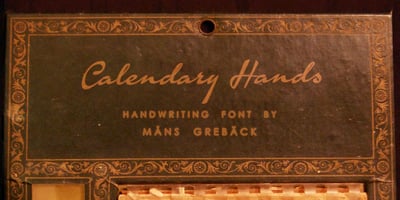 Calendary Hands
HANDWRITING FONT BY
MÅNS GREBÄCK